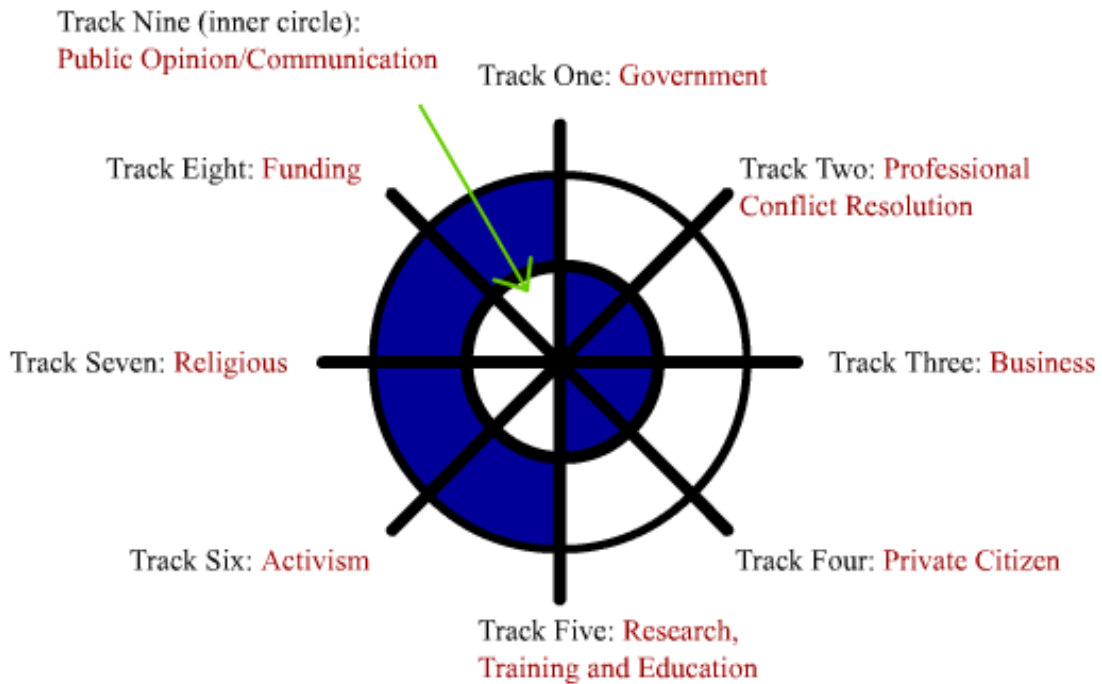 Track Nine (inner circle):
Public Opinion/Communication
Track One: Government
Track Eight: Funding
Track Two: Professional
Conflict Resolution
Track Seven: Religious
Track Three: Business
Track Six: Activism
Track Four: Private Citizen
Track Five: Research,
Training and Education